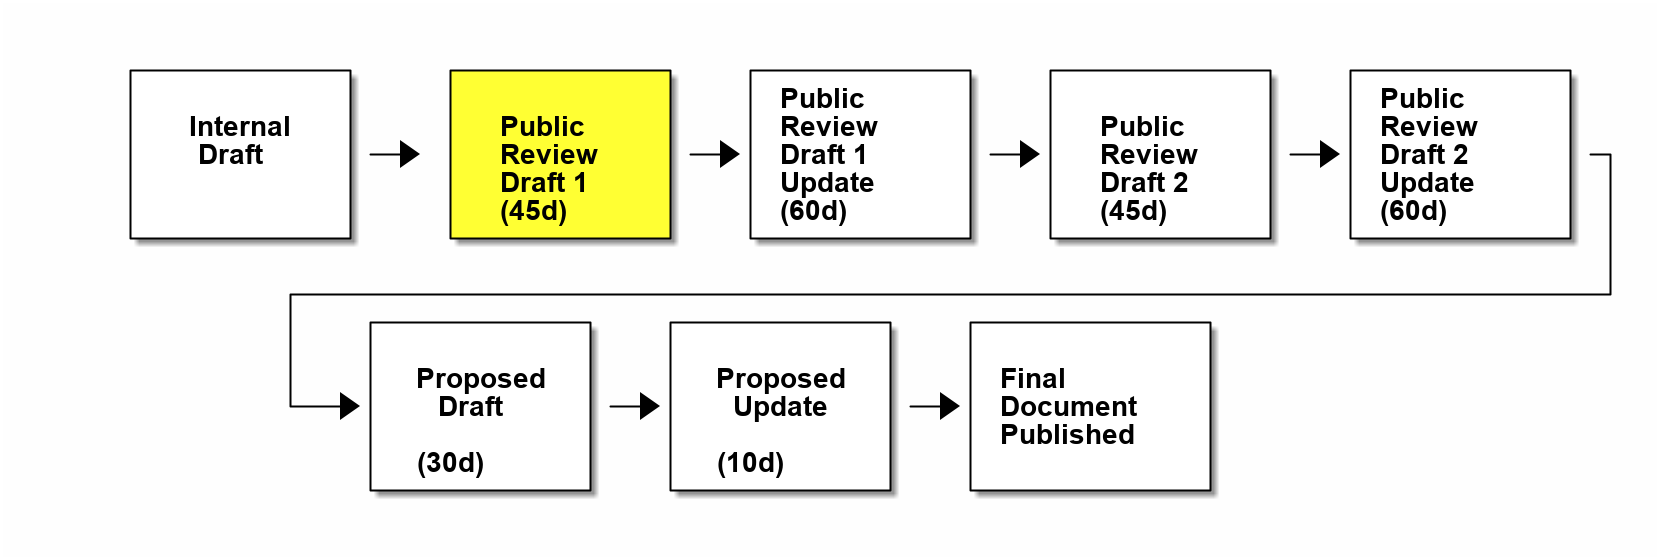 Internal
Draft
Public
Review
Draft 1
(45d)
Public
Review
Draft 1
Update
(60d)
Public
Review
Draft 2
(45d)
Public
Review
Draft 2
Update
(60d)
Proposed
Draft
(30d)
Proposed
Update
(10d)
Final
Document
Published